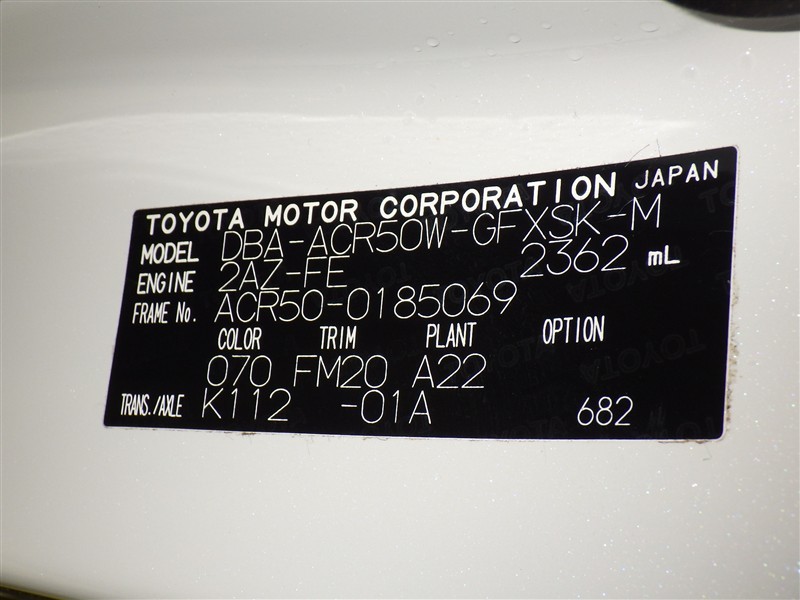 TOYOTA MOTOR CORPORATION JAPAN
MODEL DBA-ACR50W-GFXSK-M
ENGINE 2AZ-FE 2362 mL
FRAME No. ACR50-0185069
COLOR TRIM PLANT OPTION
070 FM20 A22
TRANS./AXLE K112 -01A 682